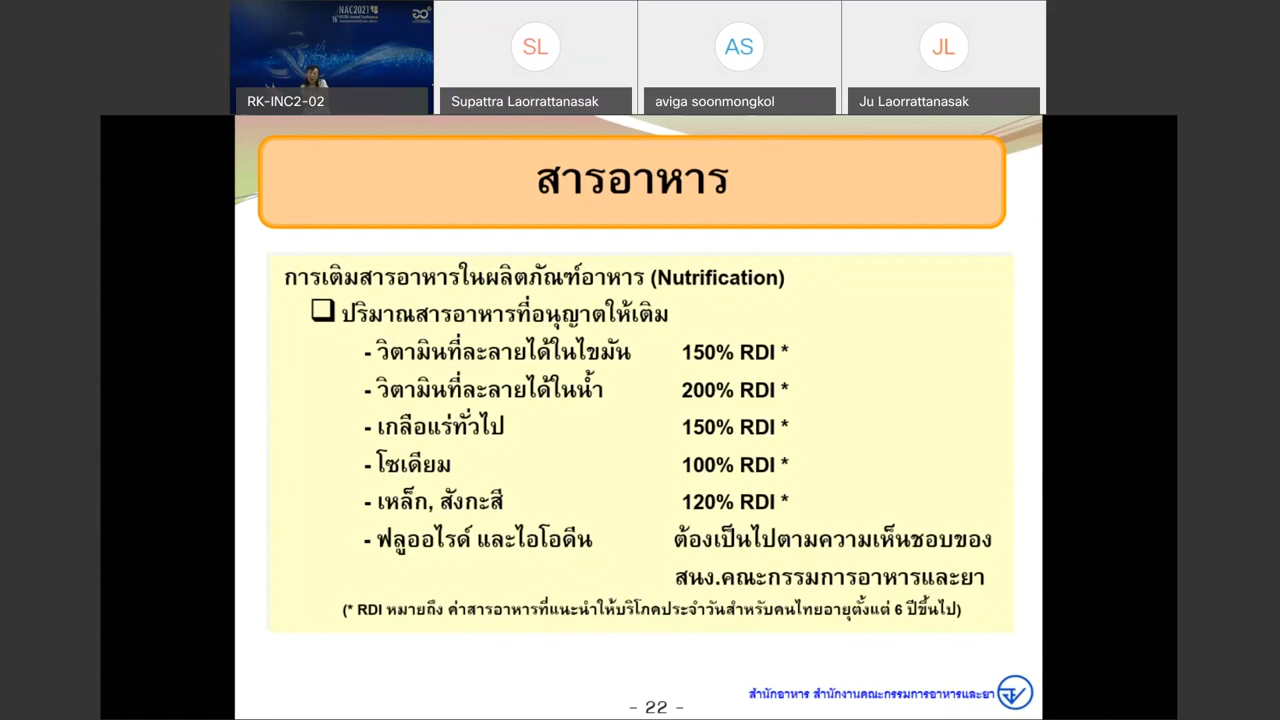 NAC2021
RK-INC2-02
SL
Supattra Laorrattanasak
AS
aviga soonmongkol
JL
Ju Laorrattanasak
สารอาหาร
การเติมสารอาหารในผลิตภัณฑ์อาหาร (Nutrification)
ปริมาณสารอาหารที่อนุญาตให้เติม
- วิตามินที่ละลายได้ในไขมัน 150% RDI *
- วิตามินที่ละลายได้ในน้ำ 200% RDI *
- เกลือแร่ทั่วไป 150% RDI *
- โซเดียม 100% RDI *
- เหล็ก, สังกะสี 120% RDI *
- ฟลูออไรด์ และไอโอดีน ต้องเป็นไปตามความเห็นชอบของ
สนง.คณะกรรมการอาหารและยา
(* RDI หมายถึง ค่าสารอาหารที่แนะนำให้บริโภคประจำวันสำหรับคนไทยอายุตั้งแต่ 6 ปีขึ้นไป)
สำนักอาหาร สำนักงานคณะกรรมการอาหารและยา
- 22 -